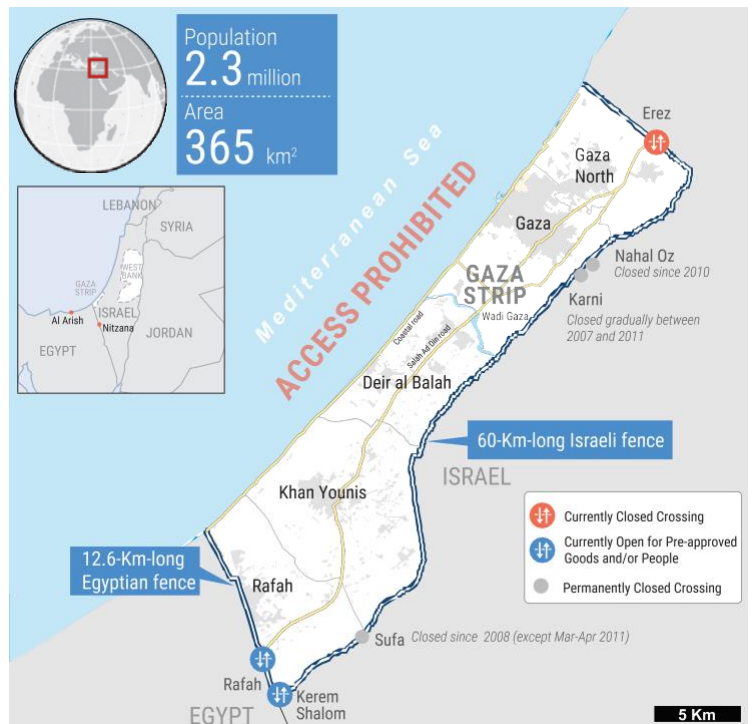 Population
2.3 million
Area
365 km²
LEBANON
SYRIA
WEST
BANK
GAZA
STRIP
ISRAEL
Al Arish
Nitzana
JORDAN
EGYPT
Mediterranean Sea
ACCESS PROHIBITED
Erez
Gaza
North
Gaza
Nahal Oz
Closed since 2010
GAZA
STRIP
Karni
Wadi Gaza
Closed gradually between
2007 and 2011
Coastal road
Salah Ad Din road
Deir al Balah
60-Km-long Israeli fence
ISRAEL
Khan Younis
Currently Closed Crossing
Currently Open for Pre-approved
Goods and/or People
Permanently Closed Crossing
12.6-Km-long
Egyptian fence
Rafah
Sufa Closed since 2008 (except Mar-Apr 2011)
Rafah
Kerem
Shalom
EGYPT
5 Km